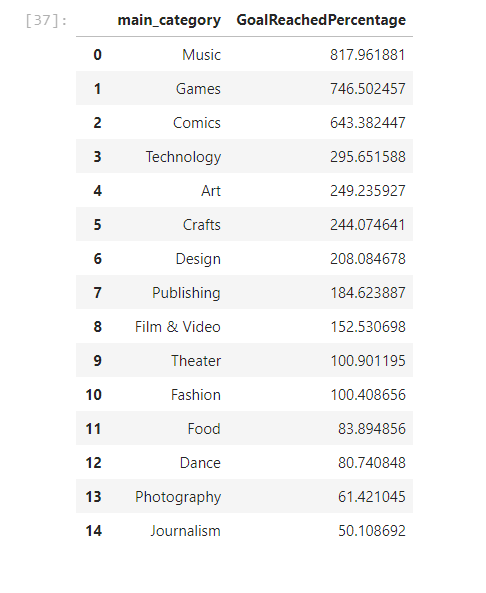 [37]: main_category GoalReachedPercentage
0 Music 817.961881
1 Games 746.502457
2 Comics 643.382447
3 Technology 295.651588
4 Art 249.235927
5 Crafts 244.074641
6 Design 208.084678
7 Publishing 184.623887
8 Film & Video 152.530698
9 Theater 100.901195
10 Fashion 100.408656
11 Food 83.894856
12 Dance 80.740848
13 Photography 61.421045
14 Journalism 50.108692